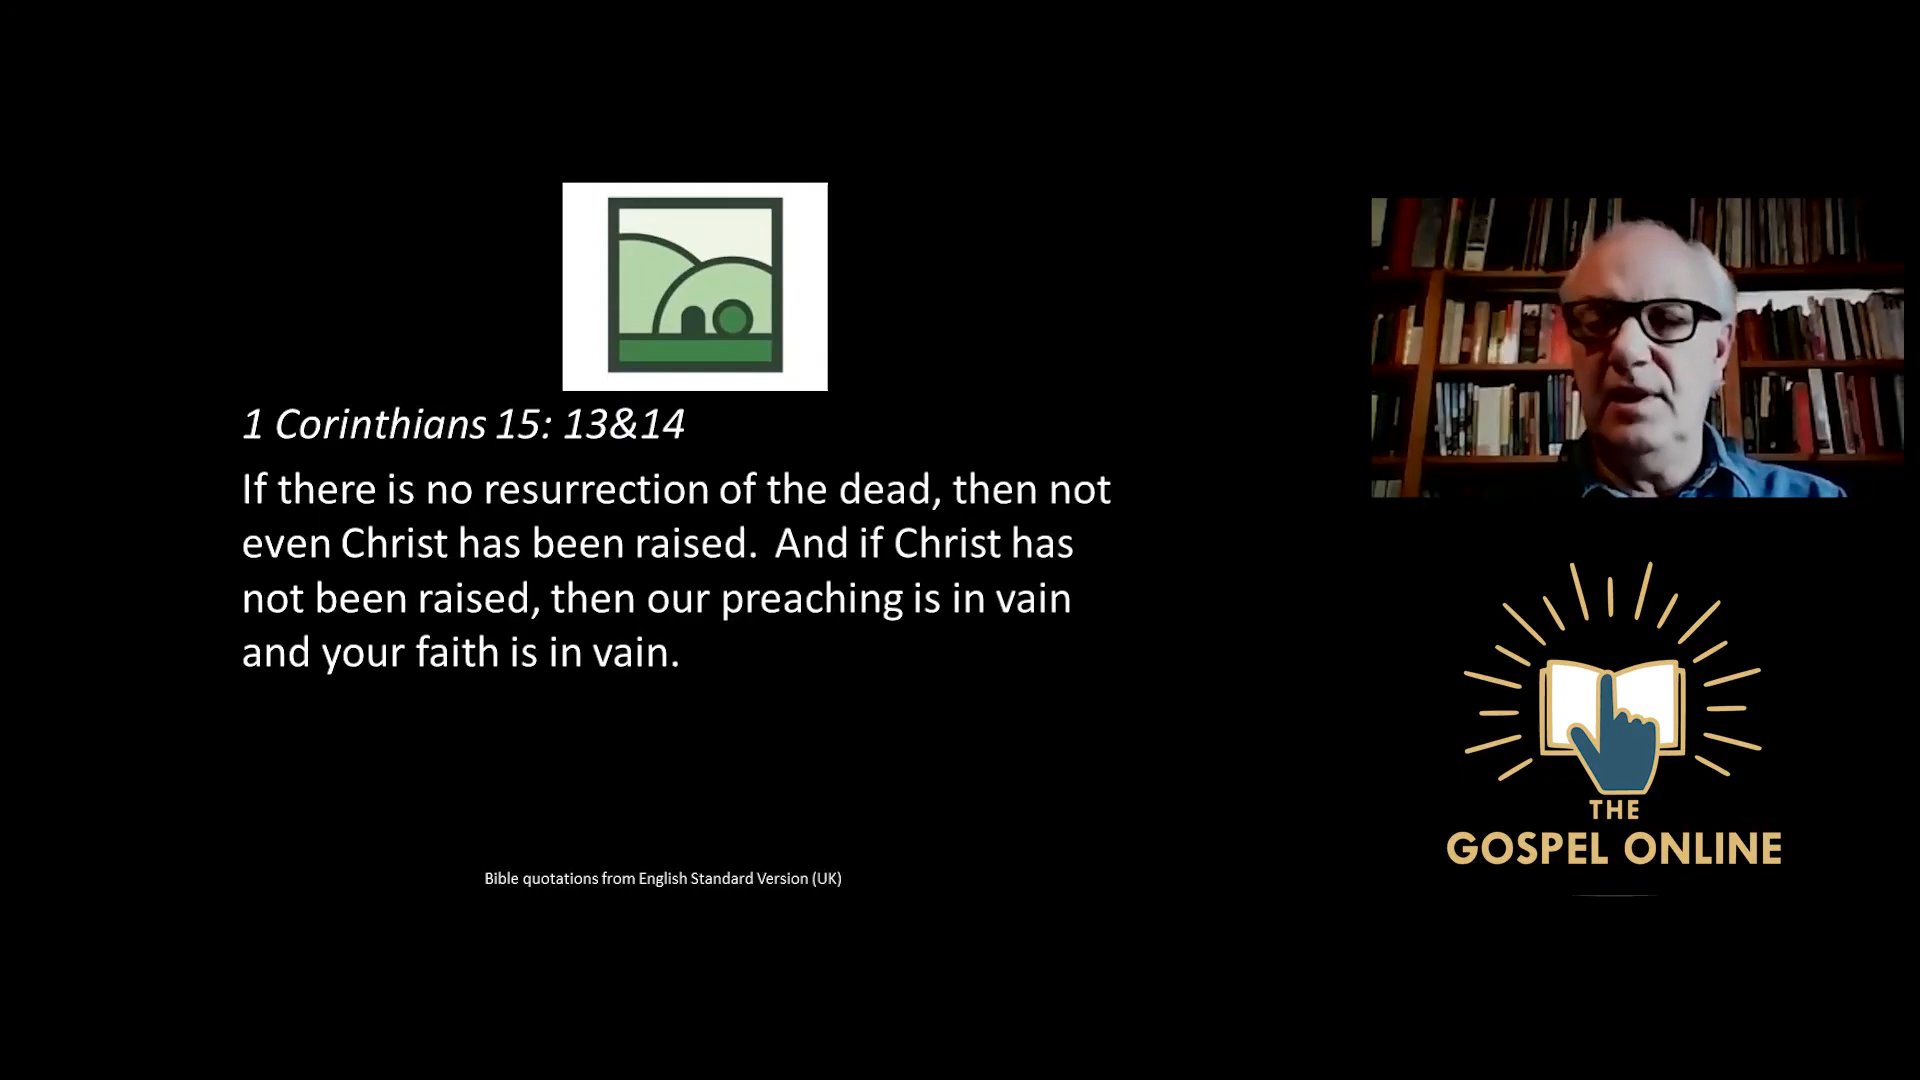 1 Corinthians 15: 13&14
If there is no resurrection of the dead, then not
even Christ has been raised.  And if Christ has
not been raised, then our preaching is in vain
and your faith is in vain.
Bible quotations from English Standard Version (UK)
THE
GOSPEL ONLINE